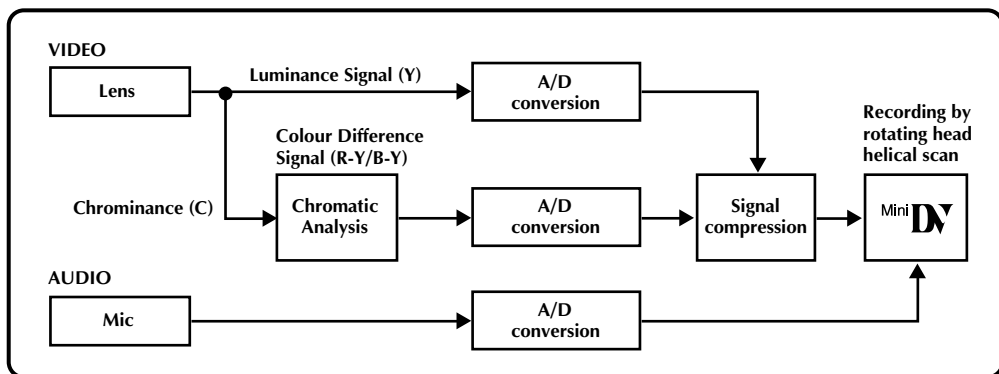 VIDEO
Lens
Luminance Signal (Y)
A/D
conversion
Colour Difference
Signal (R-Y/B-Y)
Chrominance (C)
Chromatic
Analysis
A/D
conversion
Signal
compression
Recording by
rotating head
helical scan
Mini DV
AUDIO
Mic
A/D
conversion